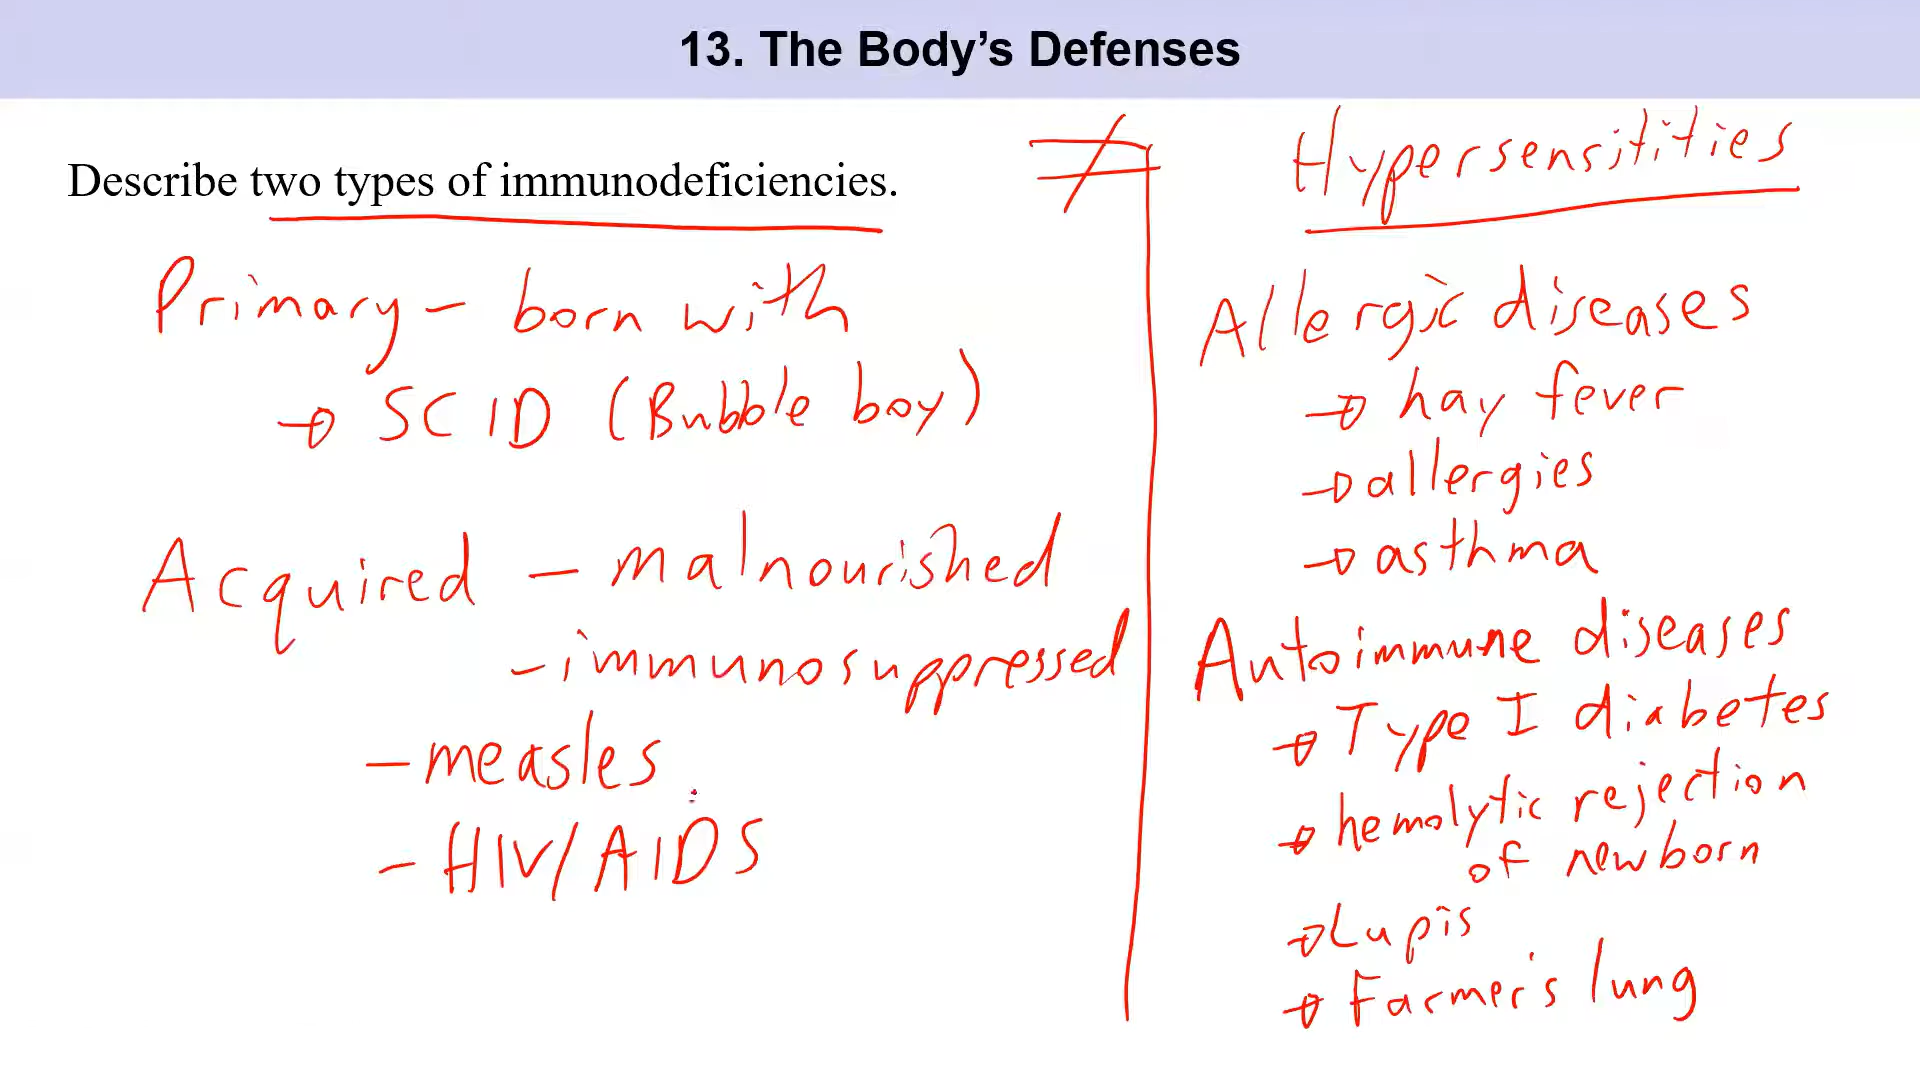 13. The Body’s Defenses
Describe two types of immunodeficiencies.
Primary - born with
→ SCID (Bubble boy)
Acquired - malnourished
- immunosuppressed
- measles
- HIV/AIDS
≠
Hypersensitities
Allergic diseases
→ hay fever
→ allergies
→ asthma
Autoimmune diseases
→ Type I diabetes
→ hemolytic rejection
of newborn
→ Lupis
→ Farmer's lung